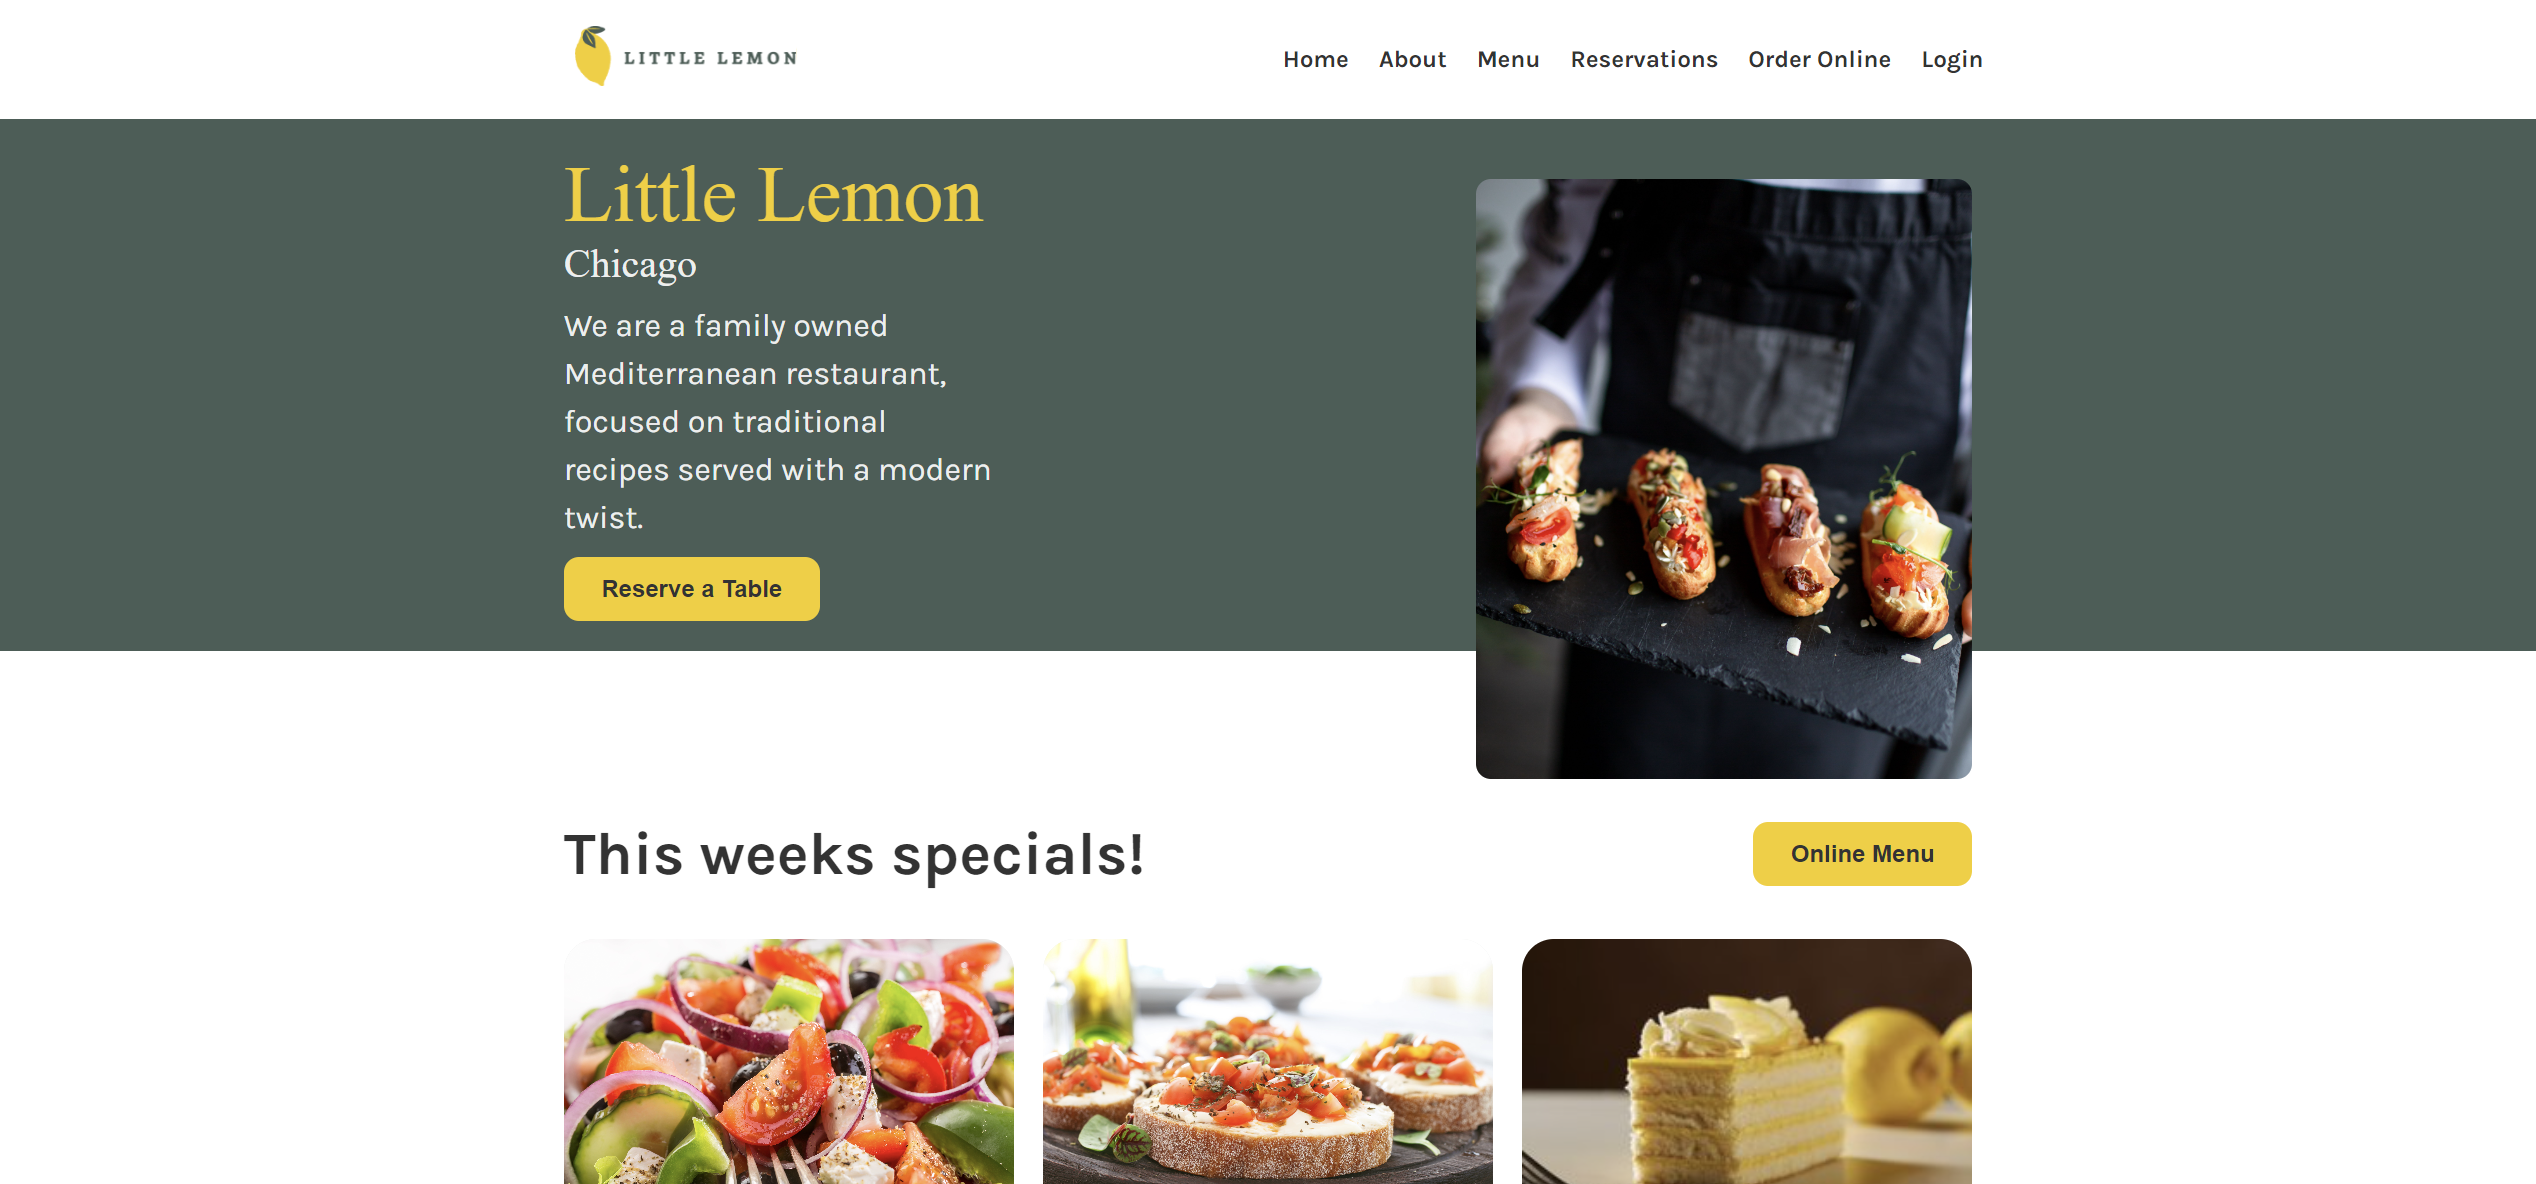 LITTLE LEMON
Home About Menu Reservations Order Online Login
Little Lemon
Chicago
We are a family owned
Mediterranean restaurant,
focused on traditional
recipes served with a modern
twist.
Reserve a Table
This weeks specials!
Online Menu